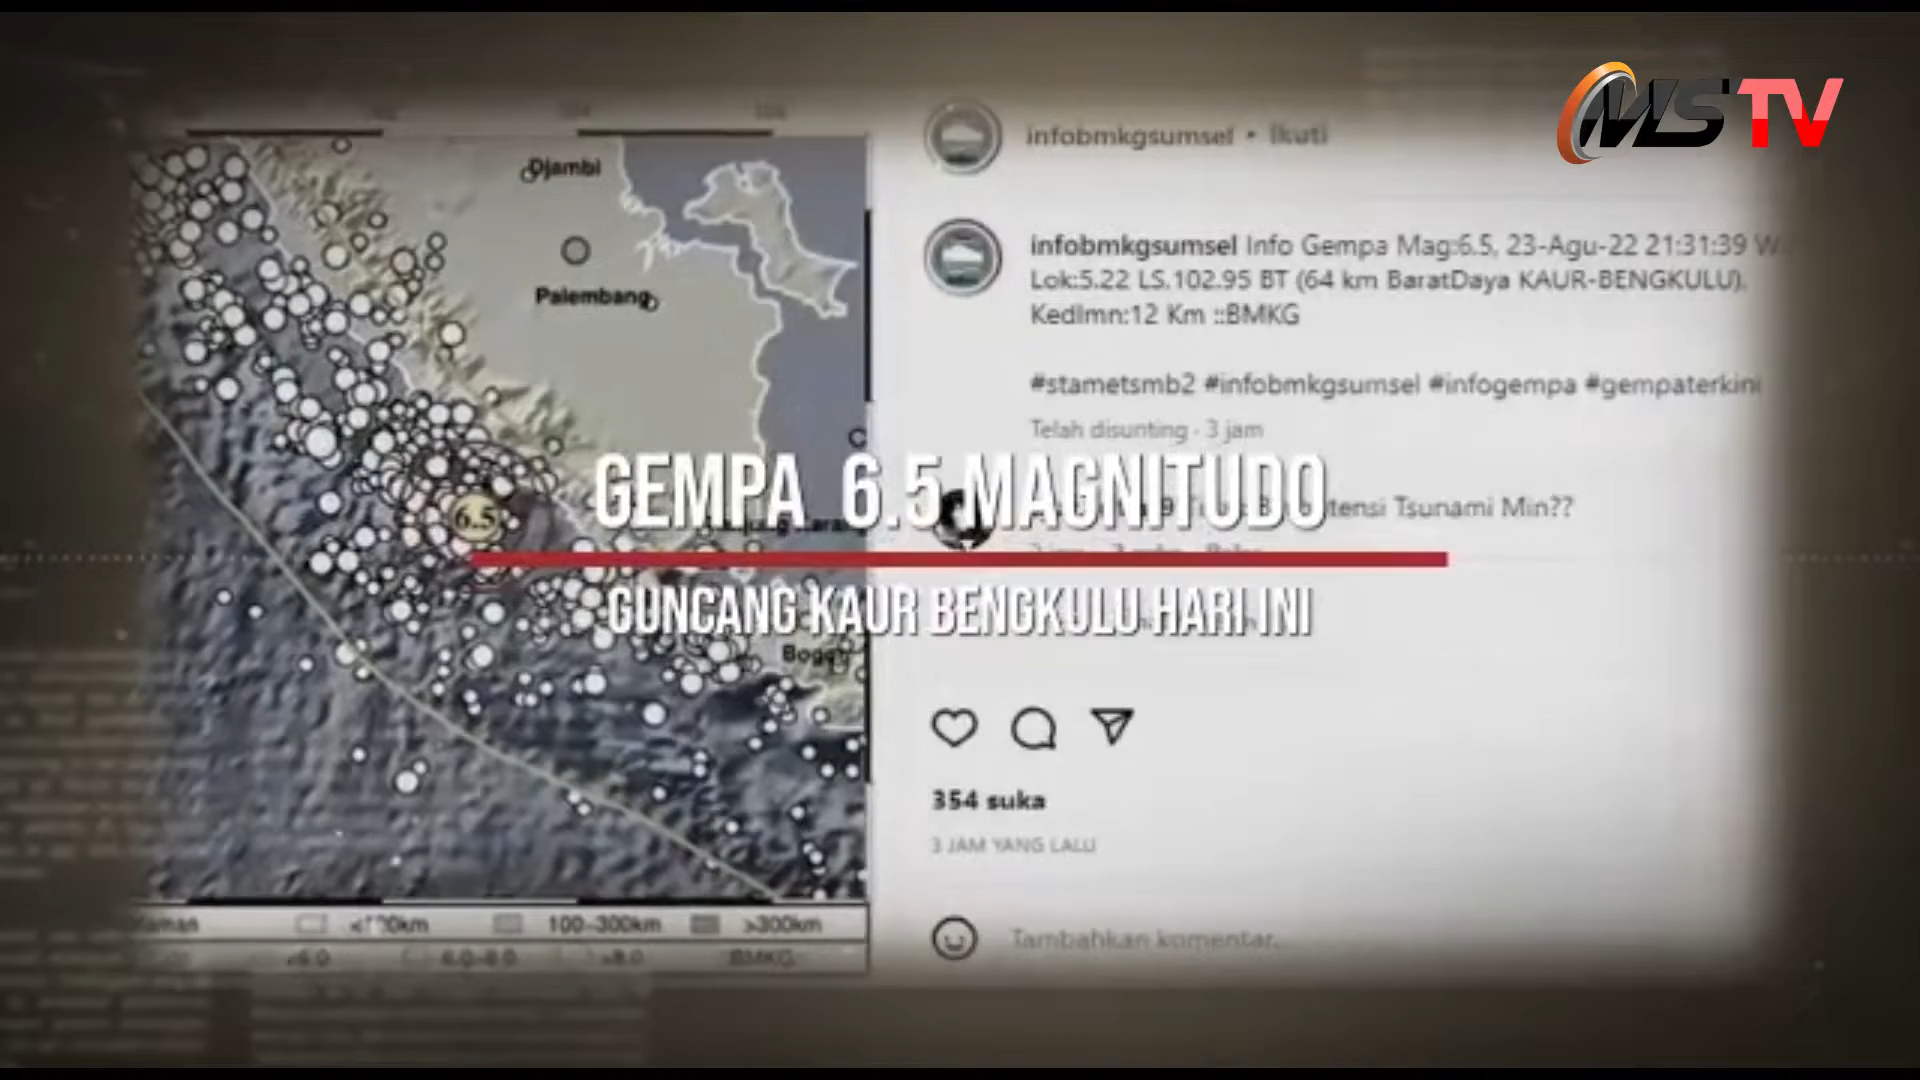 MSTV
infobmkgsumsel • Ikuti
infobmkgsumsel Info Gempa Mag:6.5, 23-Agu-22 21:31:39
Lok:5.22 LS.102.95 BT (64 km BaratDaya KAUR-BENGKULU).
Kedlmn:12 Km ::BMKG
#stametsmb2 #infobmkgsumsel #infogempa #gempaterkini
Telah disunting · 3 jam
Tsunami Min??
GEMPA 6.5 MAGNITUDO
GUNCANG KAUR BENGKULU HARI INI
354 suka
3 JAM YANG LALU
Tambahkan komentar.
Djambi
Palembang
6.5
100-300km
>300km
BMKG